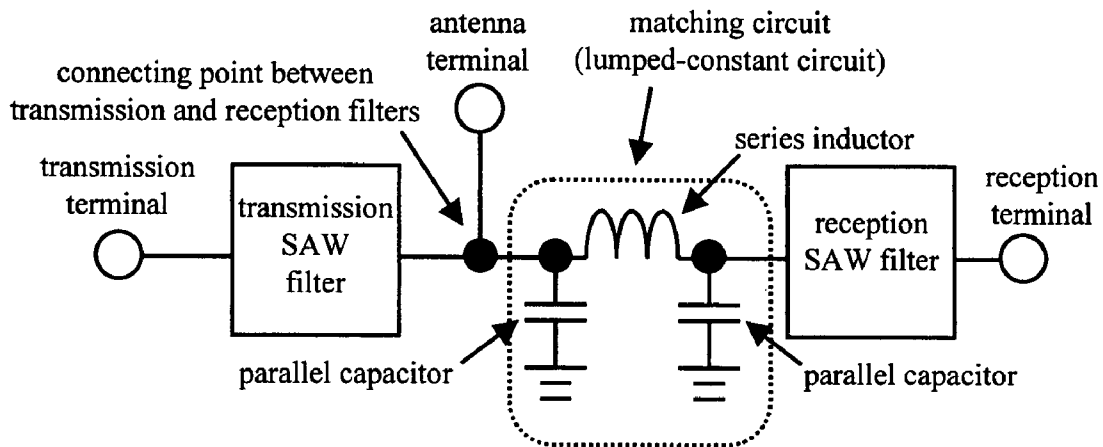 antenna
terminal
matching circuit
(lumped-constant circuit)
connecting point between
transmission and reception filters
series inductor
transmission
terminal
transmission
SAW
filter
reception
SAW filter
reception
terminal
parallel capacitor
parallel capacitor